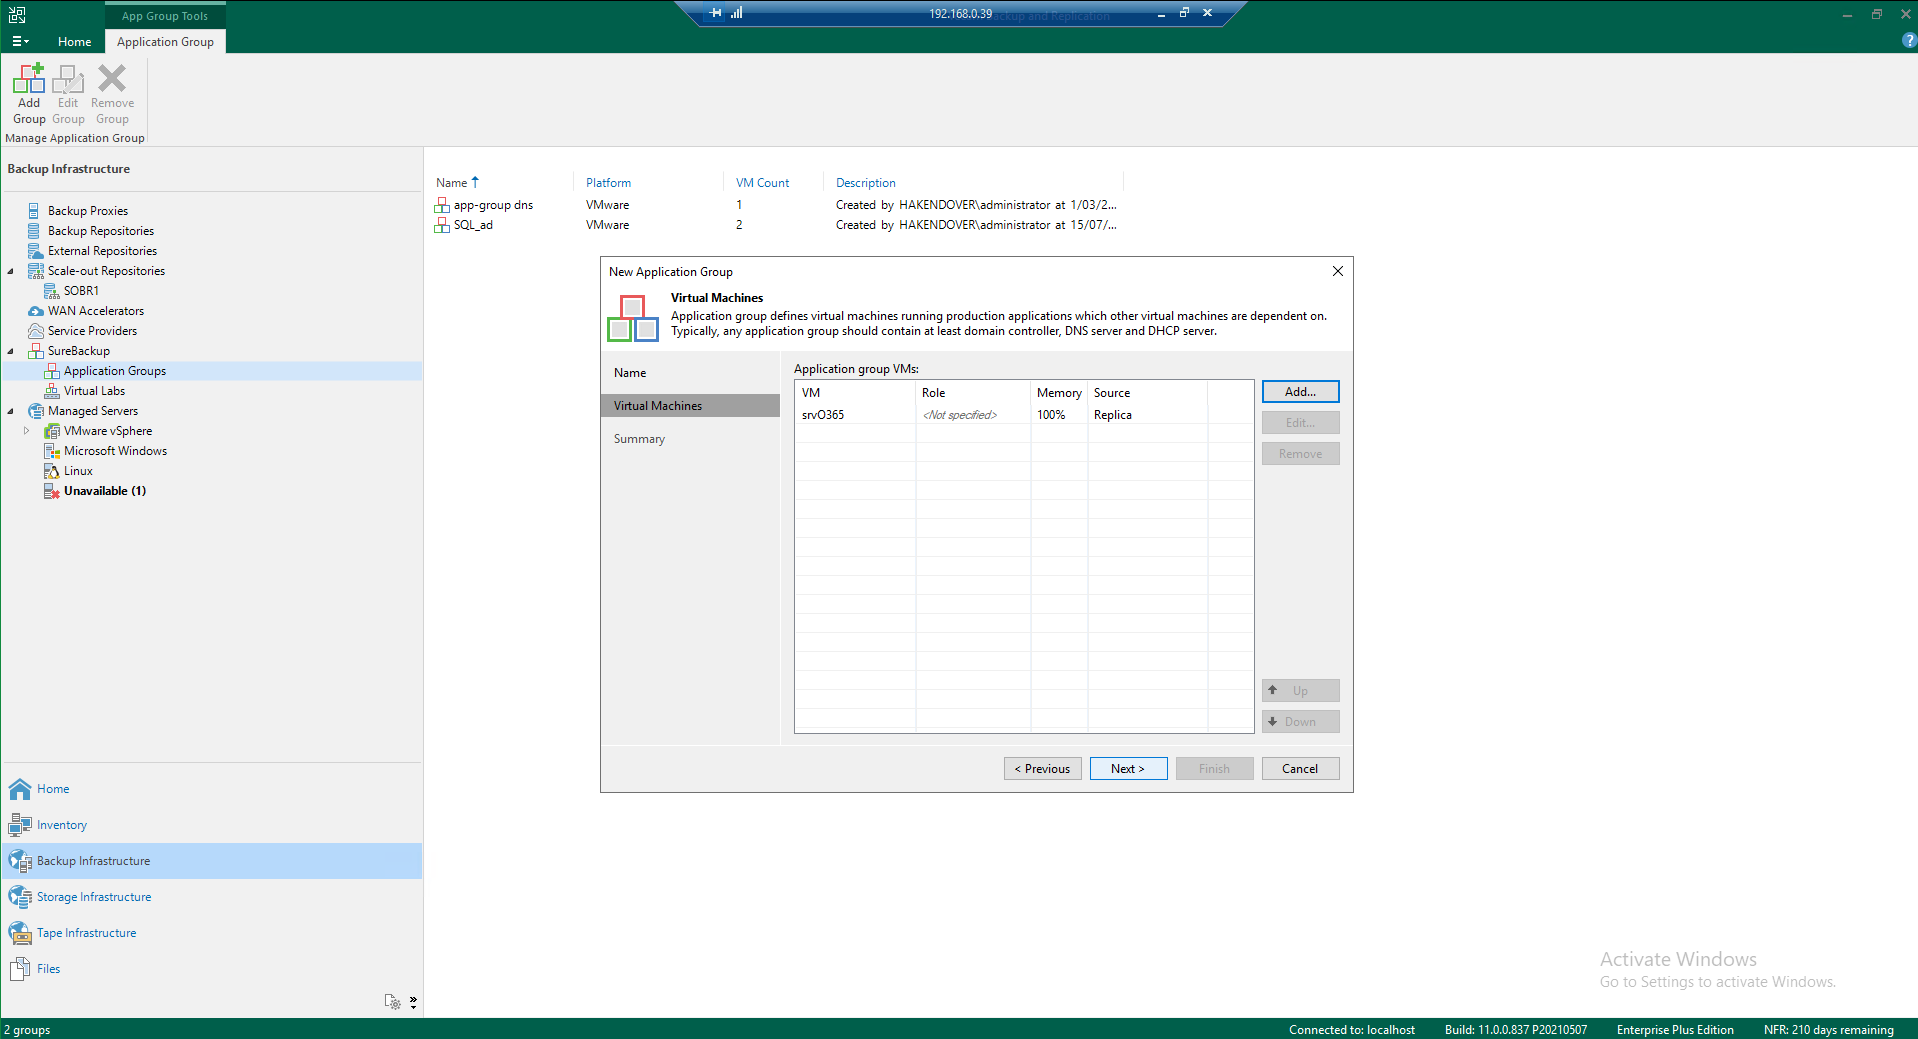 App Group Tools
192.168.0.39
ackup and Replication
Home
Application Group
Add
Group
Edit
Group
Remove
Group
Manage Application Group
Backup Infrastructure
Backup Proxies
Backup Repositories
External Repositories
Scale-out Repositories
SOBR1
WAN Accelerators
Service Providers
SureBackup
Application Groups
Virtual Labs
Managed Servers
VMware vSphere
Microsoft Windows
Linux
Unavailable (1)
Home
Inventory
Backup Infrastructure
Storage Infrastructure
Tape Infrastructure
Files
Name Platform VM Count Description
app-group dns VMware 1 Created by HAKENDOVER\administrator at 1/03/2...
SQL_ad VMware 2 Created by HAKENDOVER\administrator at 15/07/...
New Application Group
Virtual Machines
Application group defines virtual machines running production applications which other virtual machines are dependent on.
Typically, any application group should contain at least domain controller, DNS server and DHCP server.
Name
Virtual Machines
Summary
Application group VMs:
VM Role Memory Source
srvO365 <Not specified> 100% Replica
Add...
Edit...
Remove
Up
Down
< Previous Next > Finish Cancel
Activate Windows
Go to Settings to activate Windows.
2 groups
Connected to: localhost Build: 11.0.0.837 P20210507 Enterprise Plus Edition NFR: 210 days remaining